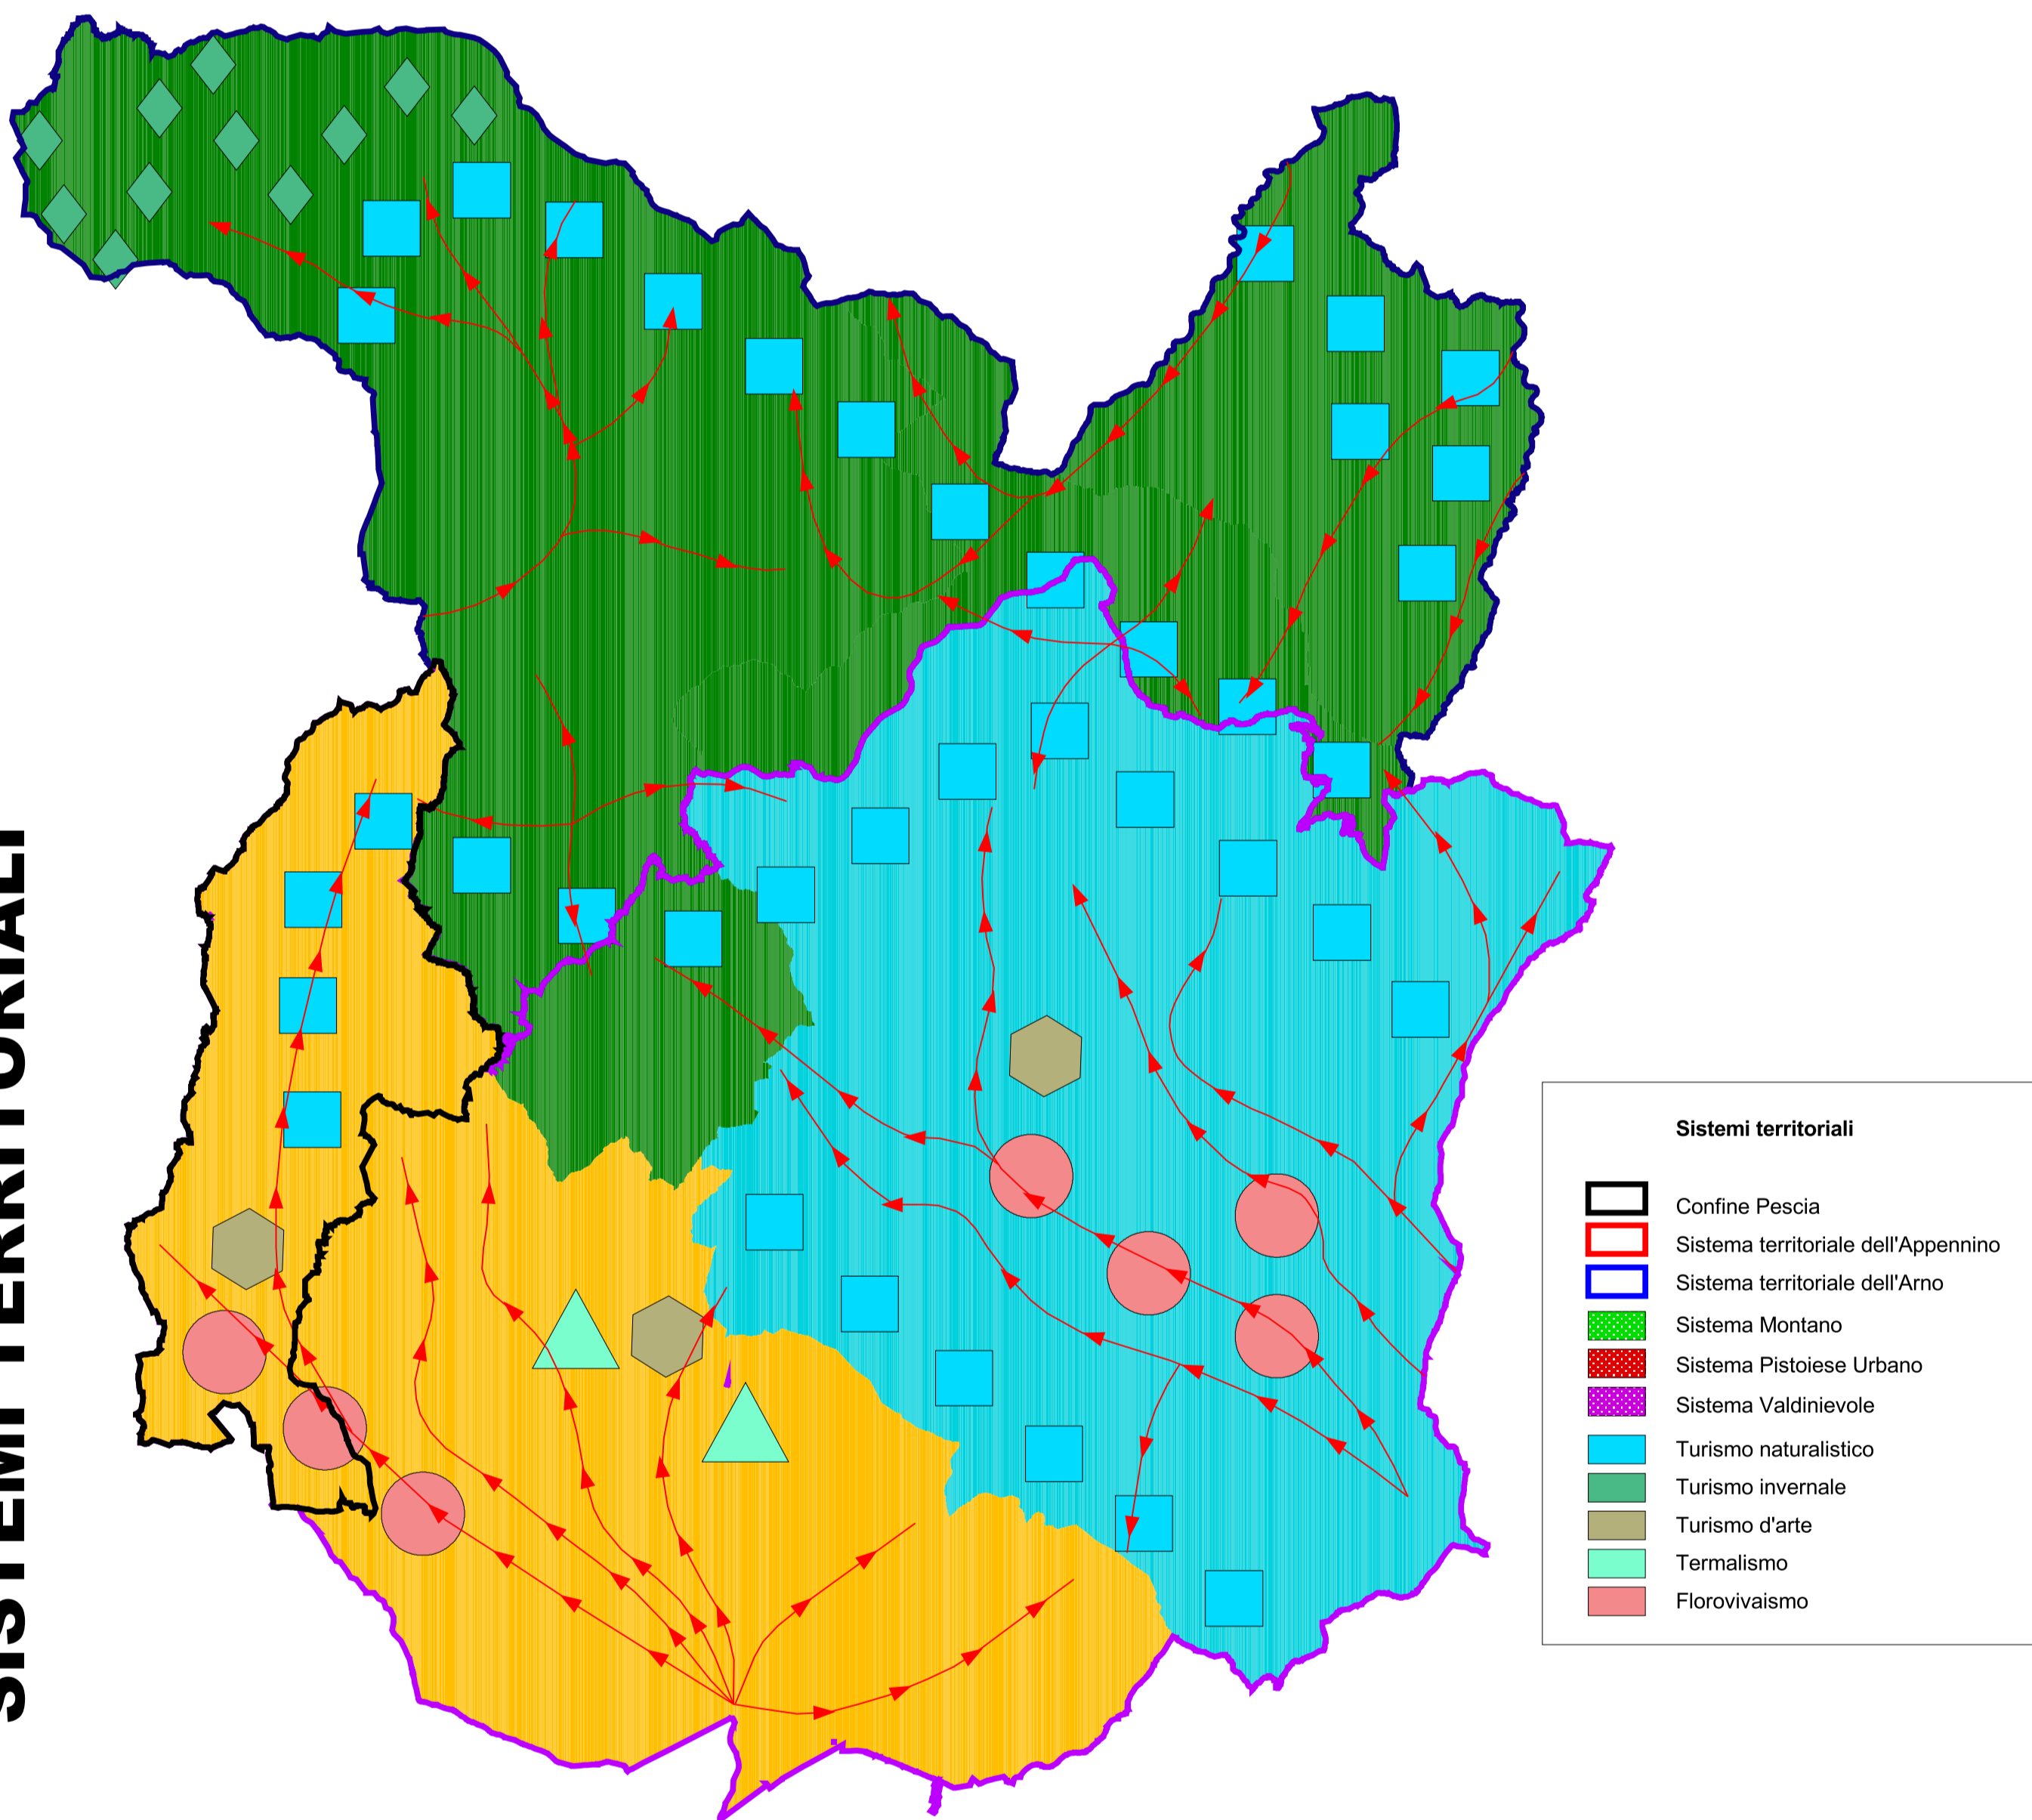 SISTEMI TERRITORIALI
Sistemi territoriali
Confine Pescia
Sistema territoriale dell'Appennino
Sistema territoriale dell'Arno
Sistema Montano
Sistema Pistoiese Urbano
Sistema Valdinievole
Turismo naturalistico
Turismo invernale
Turismo d'arte
Termalismo
Florovivaismo